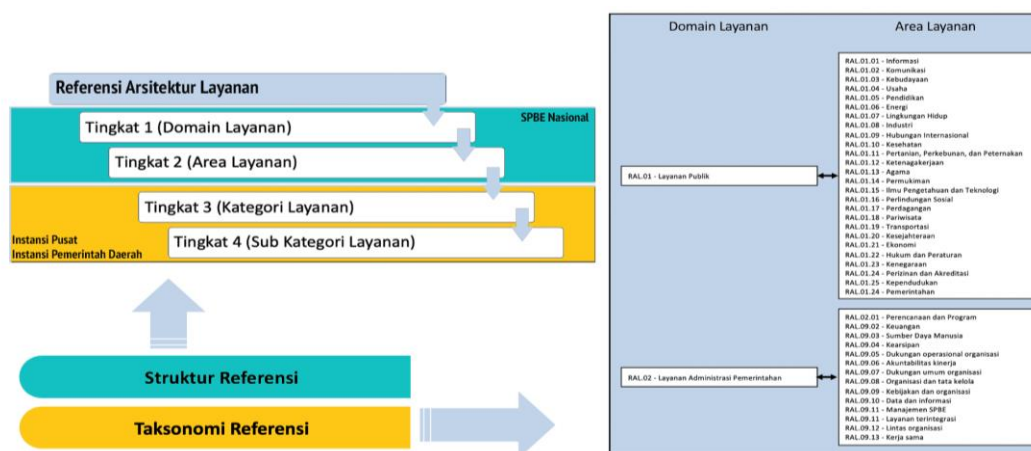 Referensi Arsitektur Layanan
SPBE Nasional
Tingkat 1 (Domain Layanan)
Tingkat 2 (Area Layanan)
Tingkat 3 (Kategori Layanan)
Tingkat 4 (Sub Kategori Layanan)
Instansi Pusat
Instansi Pemerintah Daerah
Struktur Referensi
Taksonomi Referensi
Domain Layanan
Area Layanan
RAL.01 - Layanan Publik
RAL.01.01 - Informasi
RAL.01.02 - Komunikasi
RAL.01.03 - Kebudayaan
RAL.01.04 - Usaha
RAL.01.05 - Pendidikan
RAL.01.06 - Energi
RAL.01.07 - Lingkungan Hidup
RAL.01.08 - Industri
RAL.01.09 - Hubungan Internasional
RAL.01.10 - Kesehatan
RAL.01.11 - Pertanian, Perkebunan, dan Peternakan
RAL.01.12 - Ketenagakerjaan
RAL.01.13 - Agama
RAL.01.14 - Permukiman
RAL.01.15 - Ilmu Pengetahuan dan Teknologi
RAL.01.16 - Perlindungan Sosial
RAL.01.17 - Perdagangan
RAL.01.18 - Pariwisata
RAL.01.19 - Transportasi
RAL.01.20 - Kesejahteraan
RAL.01.21 - Ekonomi
RAL.01.22 - Hukum dan Peraturan
RAL.01.23 - Kenegaraan
RAL.01.24 - Perizinan dan Akreditasi
RAL.01.25 - Kependudukan
RAL.01.24 - Pemerintahan
RAL.02 - Layanan Administrasi Pemerintahan
RAL.02.01 - Perencanaan dan Program
RAL.09.02 - Keuangan
RAL.09.03 - Sumber Daya Manusia
RAL.09.04 - Kearsipan
RAL.09.05 - Dukungan operasional organisasi
RAL.09.06 - Akuntabilitas kinerja
RAL.09.07 - Dukungan umum organisasi
RAL.09.08 - Organisasi dan tata kelola
RAL.09.09 - Kebijakan dan organisasi
RAL.09.10 - Data dan informasi
RAL.09.11 - Manajemen SPBE
RAL.09.11 - Layanan terintegrasi
RAL.09.12 - Lintas organisasi
RAL.09.13 - Kerja sama